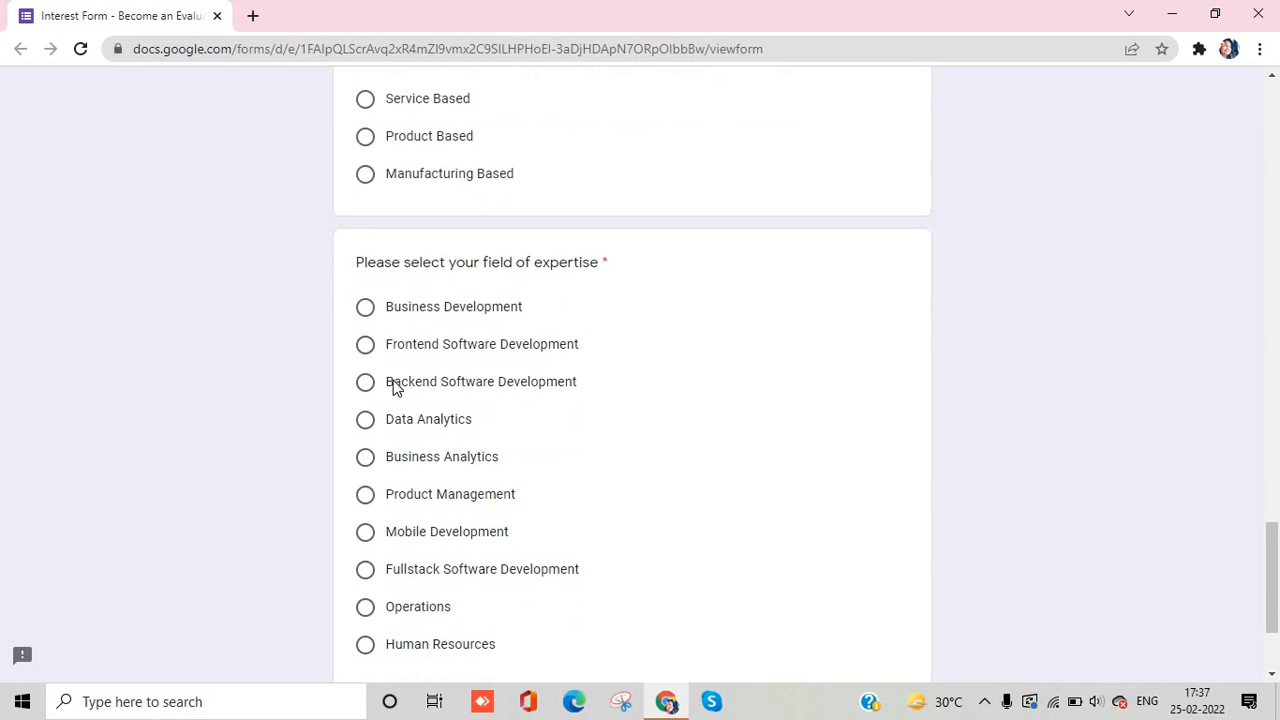 Interest Form - Become an Evalu
docs.google.com/forms/d/e/1FAIpQLScrAvq2xR4mZI9vmx2C9SILHPHoEI-3aDjHDApN7ORpOIbbBw/viewform
Service Based
Product Based
Manufacturing Based
Please select your field of expertise *
Business Development
Frontend Software Development
Backend Software Development
Data Analytics
Business Analytics
Product Management
Mobile Development
Fullstack Software Development
Operations
Human Resources
Type here to search
30°C
ENG
17:37
25-02-2022